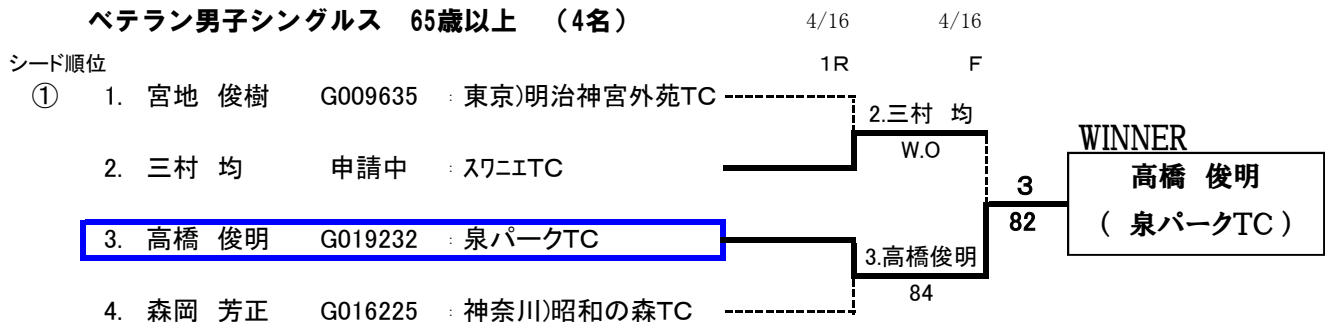 ベテラン男子シングルス 65歳以上 （4名） 4/16 4/16
シード順位 1R F
① 1. 宮地 俊樹 G009635 : 東京)明治神宮外苑TC
2.三村 均
W.O
WINNER
2. 三村 均 申請中 : スワニエTC
高橋 俊明
3
82
( 泉パークTC )
3. 高橋 俊明 G019232 : 泉パークTC
3.高橋俊明
84
4. 森岡 芳正 G016225 : 神奈川)昭和の森TC